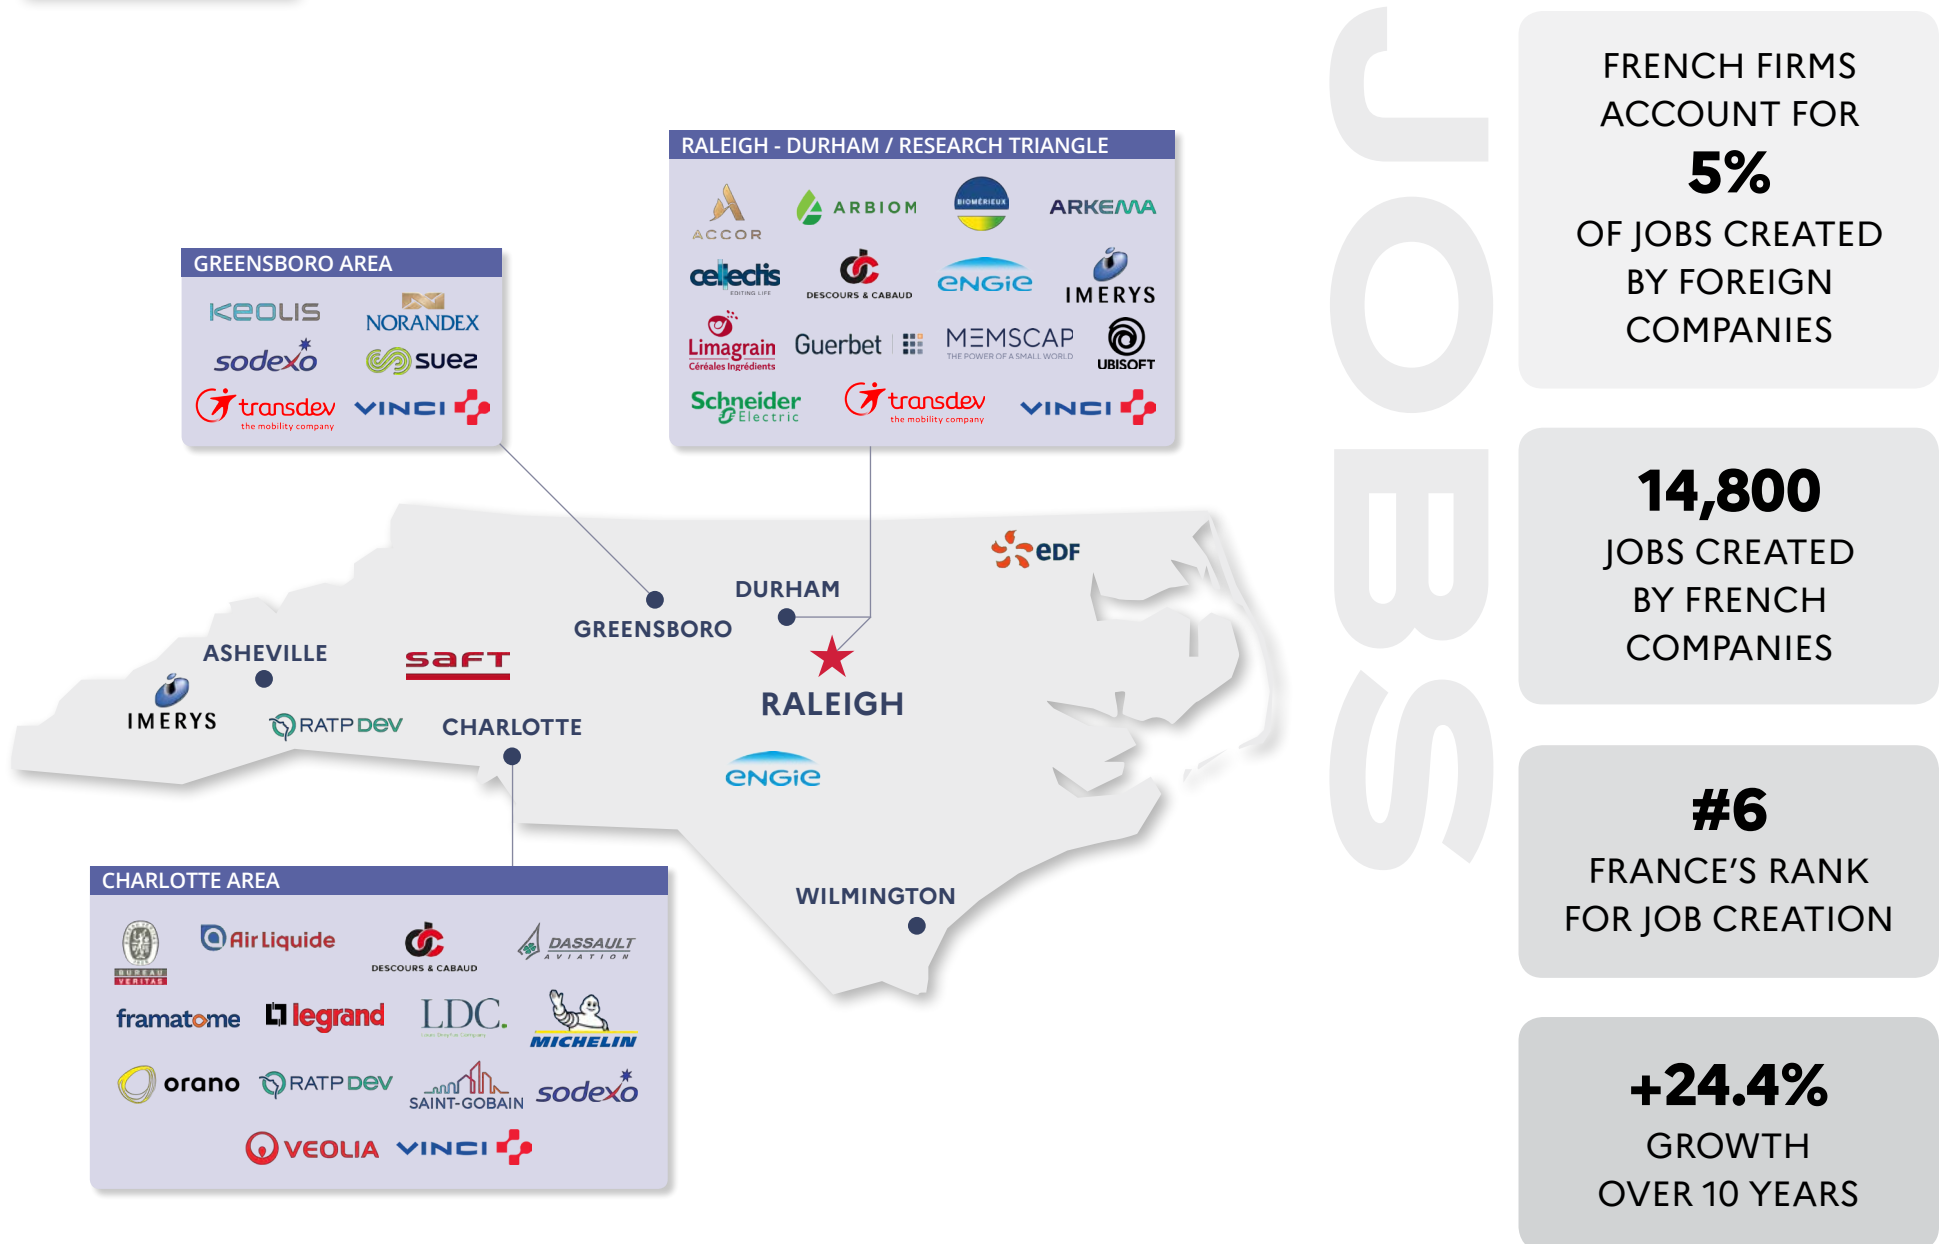 RALEIGH - DURHAM / RESEARCH TRIANGLE
ACCOR
ARBIOM
BIOMÉRIEUX
ARKEMA
cellectis
EDITING LIFE
DESCOURS & CABAUD
ENGIE
IMERYS
Limagrain
Céréales Ingrédients
Guerbet
MEMSCAP
THE POWER OF A SMALL WORLD
UBISOFT
Schneider
Electric
transdev
the mobility company
VINCI
GREENSBORO AREA
KEOLIS
NORANDEX
sodexo
suez
transdev
the mobility company
VINCI
eDF
DURHAM
GREENSBORO
ASHEVILLE
saft
RALEIGH
IMERYS
RATP DEV
CHARLOTTE
ENGIE
WILMINGTON
CHARLOTTE AREA
BUREAU
VERITAS
Air Liquide
DESCOURS & CABAUD
DASSAULT
AVIATION
framatome
legrand
LDC.
MICHELIN
orano
RATP DEV
SAINT-GOBAIN
sodexo
VEOLIA
VINCI
JOBS
FRENCH FIRMS
ACCOUNT FOR
5%
OF JOBS CREATED
BY FOREIGN
COMPANIES
14,800
JOBS CREATED
BY FRENCH
COMPANIES
#6
FRANCE'S RANK
FOR JOB CREATION
+24.4%
GROWTH
OVER 10 YEARS